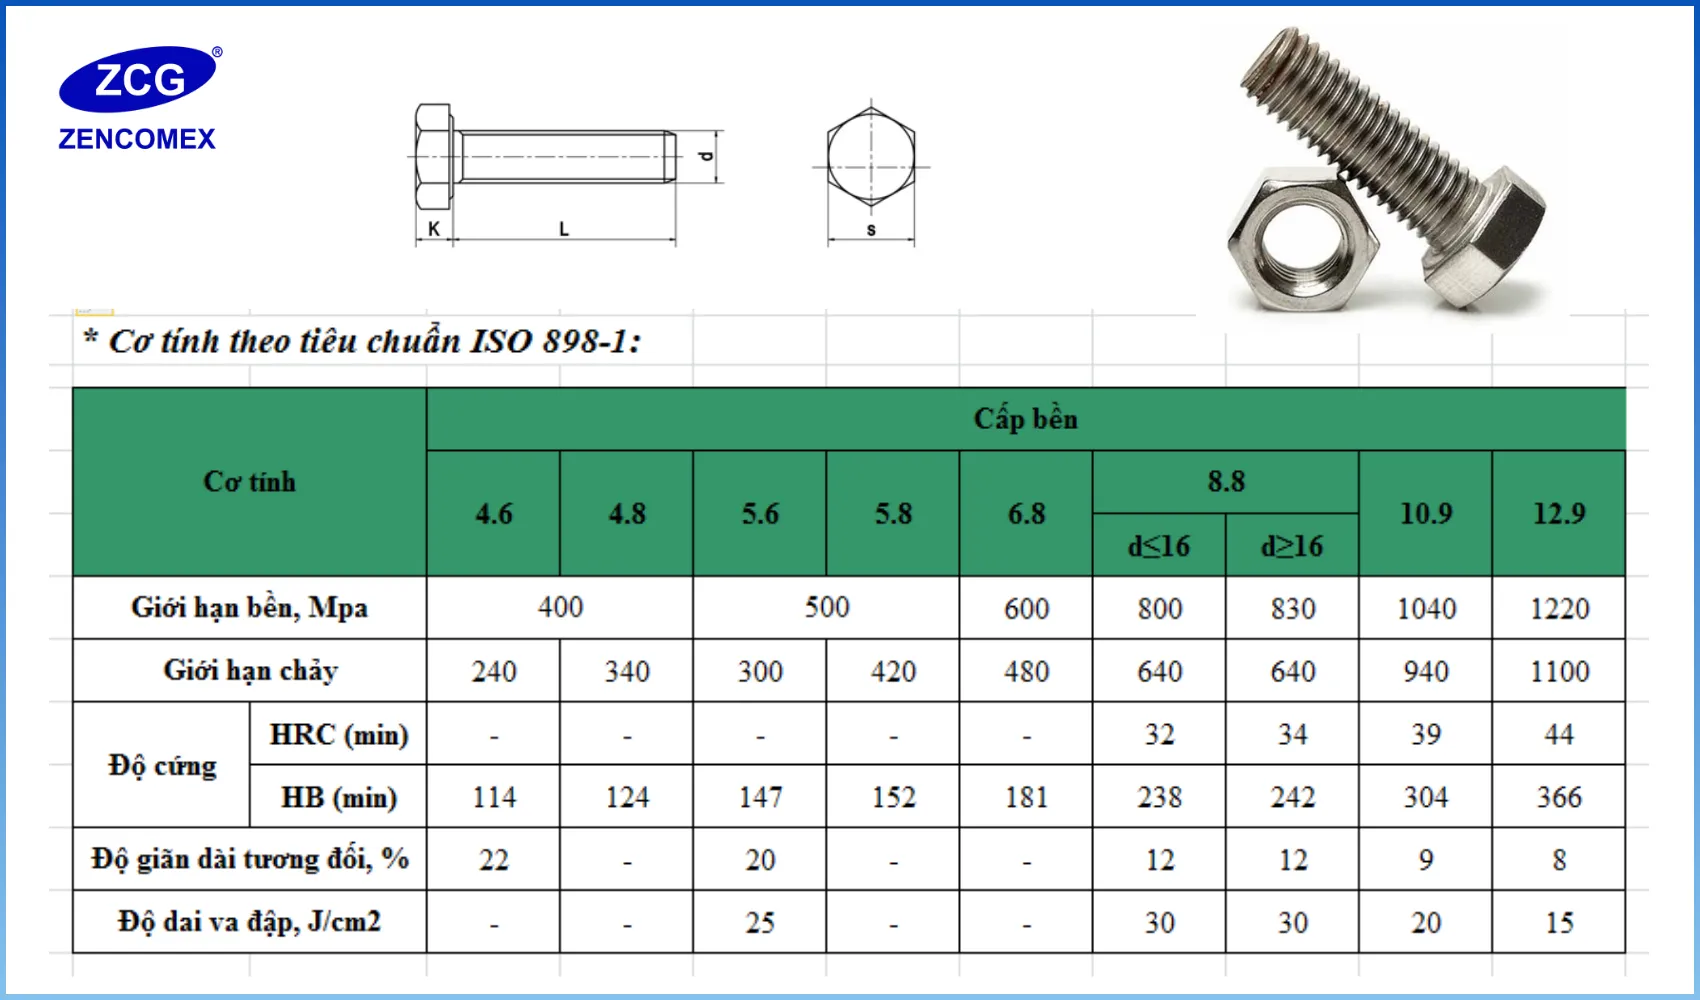 ZCG®
ZENCOMEX
d
K L s
* Cơ tính theo tiêu chuẩn ISO 898-1:
Cơ tính Cấp bền
4.6 4.8 5.6 5.8 6.8 8.8 10.9 12.9
d≤16 d≥16
Giới hạn bền, Mpa 400 500 600 800 830 1040 1220
Giới hạn chảy 240 340 300 420 480 640 640 940 1100
Độ cứng HRC (min) - - - - - 32 34 39 44
HB (min) 114 124 147 152 181 238 242 304 366
Độ giãn dài tương đối, % 22 - 20 - - 12 12 9 8
Độ dai va đập, J/cm2 - - 25 - - 30 30 20 15